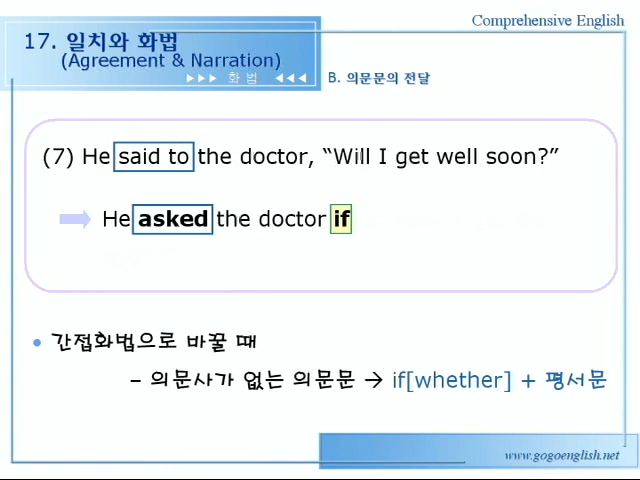 Comprehensive English
17. 일치와 화법
(Agreement & Narration)
▶▶▶ 화 법 ◀◀◀
B. 의문문의 전달
(7) He said to the doctor, “Will I get well soon?”
He asked the doctor if
• 간접화법으로 바꿀 때
– 의문사가 없는 의문문 → if[whether] + 평서문
www.gogoenglish.net